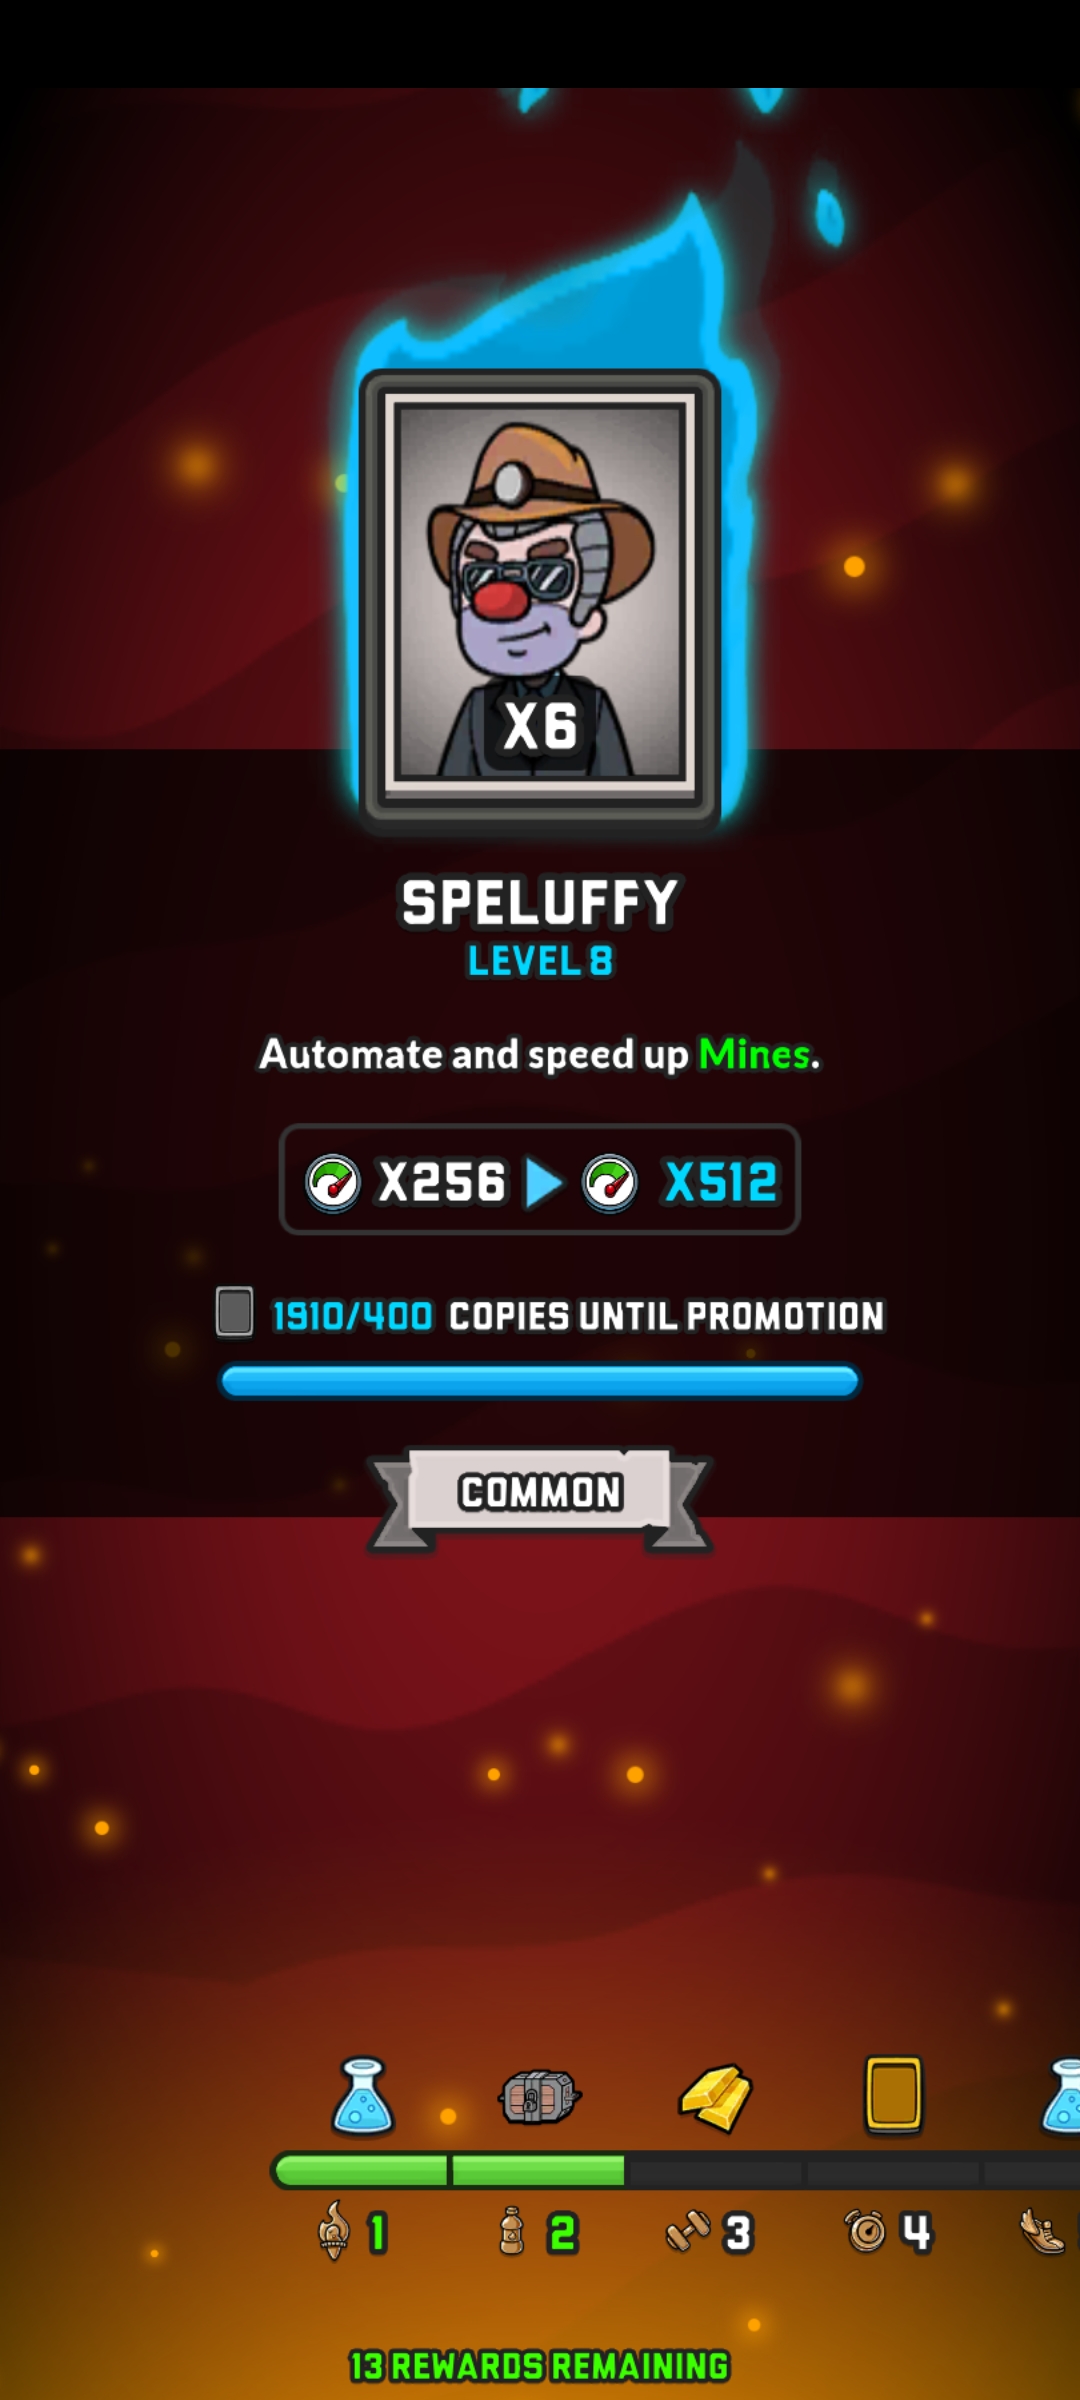 X6
SPELUFFY
LEVEL 8
Automate and speed up Mines.
X256 X512
1910/400 COPIES UNTIL PROMOTION
COMMON
1 2 3 4
13 REWARDS REMAINING